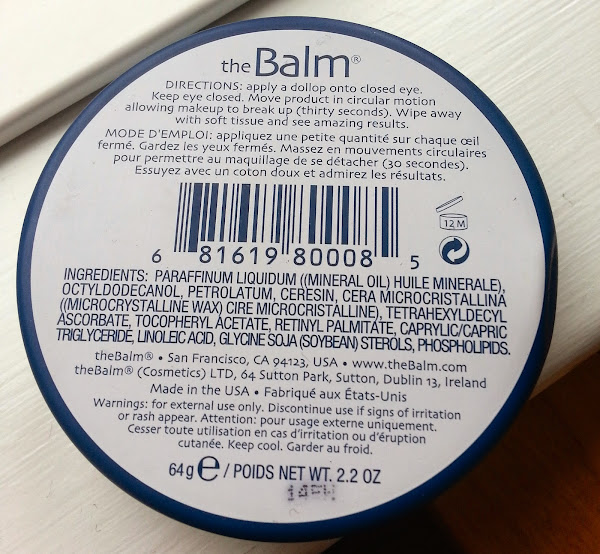 theBalm®
DIRECTIONS: apply a dollop onto closed eye.
Keep eye closed. Move product in circular motion
allowing makeup to break up (thirty seconds). Wipe away
with soft tissue and see amazing results.
MODE D'EMPLOI: appliquez une petite quantité sur chaque œil
fermé. Gardez les yeux fermés. Massez en mouvements circulaires
pour permettre au maquillage de se détacher (30 secondes).
Essuyez avec un coton doux et admirez les résultats.
12M
6 81619 80008 5
INGREDIENTS: PARAFFINUM LIQUIDUM ((MINERAL OIL) HUILE MINERALE),
OCTYLDODECANOL, PETROLATUM, CERESIN, CERA MICROCRISTALLINA
((MICROCRYSTALLINE WAX) CIRE MICROCRISTALLINE), TETRAHEXYLDECYL
ASCORBATE, TOCOPHERYL ACETATE, RETINYL PALMITATE, CAPRYLIC/CAPRIC
TRIGLYCERIDE, LINOLEIC ACID, GLYCINE SOJA (SOYBEAN) STEROLS, PHOSPHOLIPIDS.
theBalm® • San Francisco, CA 94123, USA • www.theBalm.com
theBalm® (Cosmetics) LTD, 64 Sutton Park, Sutton, Dublin 13, Ireland
Made in the USA • Fabriqué aux États-Unis
Warnings: for external use only. Discontinue use if signs of irritation
or rash appear. Attention: pour usage externe uniquement.
Cesser toute utilisation en cas d'irritation ou d'éruption
cutanée. Keep cool. Garder au froid.
64g e / POIDS NET WT. 2.2 OZ